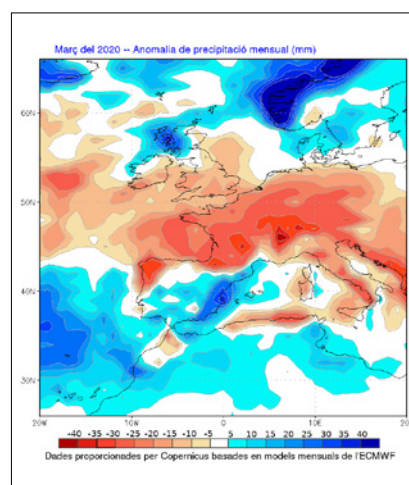 Març del 2020 -- Anomalia de precipitació mensual (mm)
60N
50N
40N
30N
20W 10W 0 10E 20E
-40 -35 -30 -25 -20 -15 -10 -5 5 10 15 20 25 30 35 40
Dades proporcionades per Copernicus basades en models mensuals de l'ECMWF